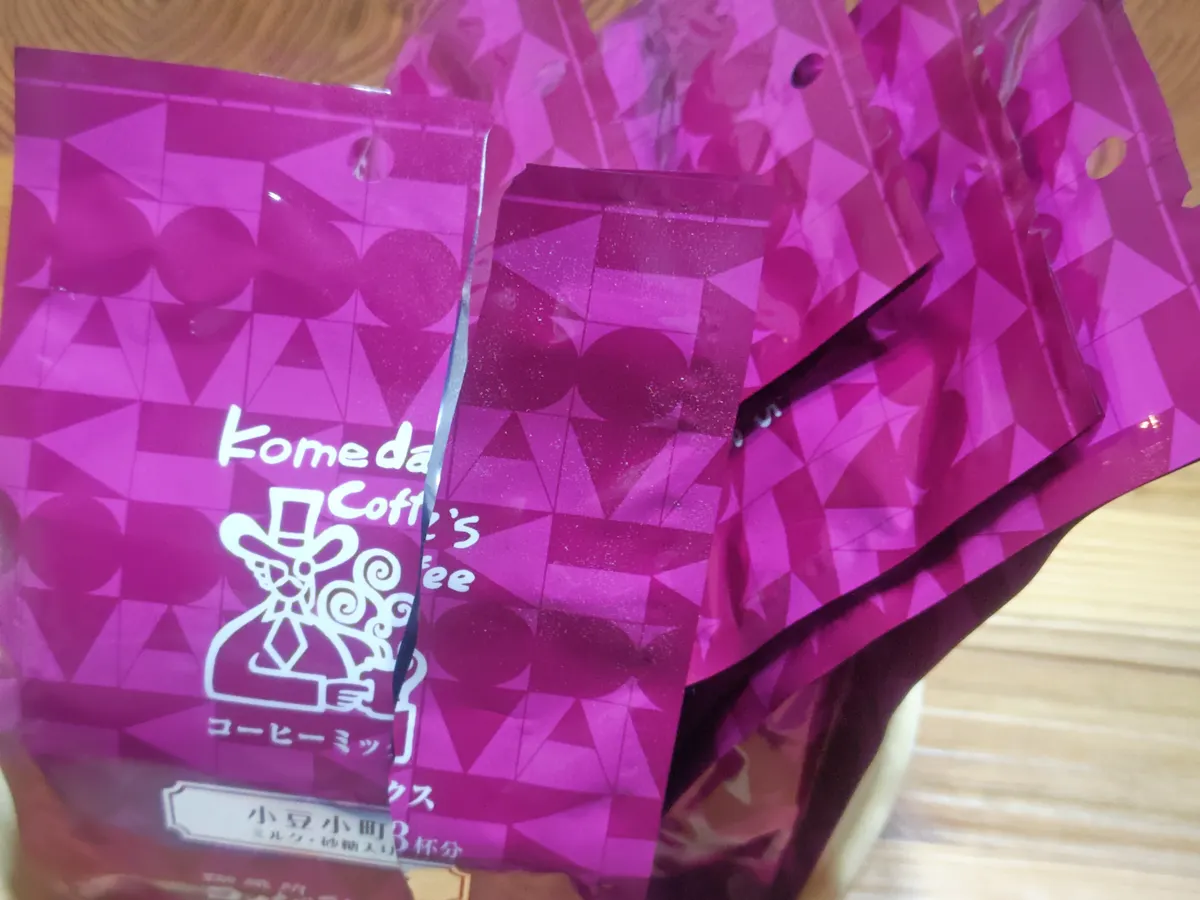 Komeda
Coffe's
fee
コーヒーミックス
小豆小町
ミルク・砂糖入り
3杯分